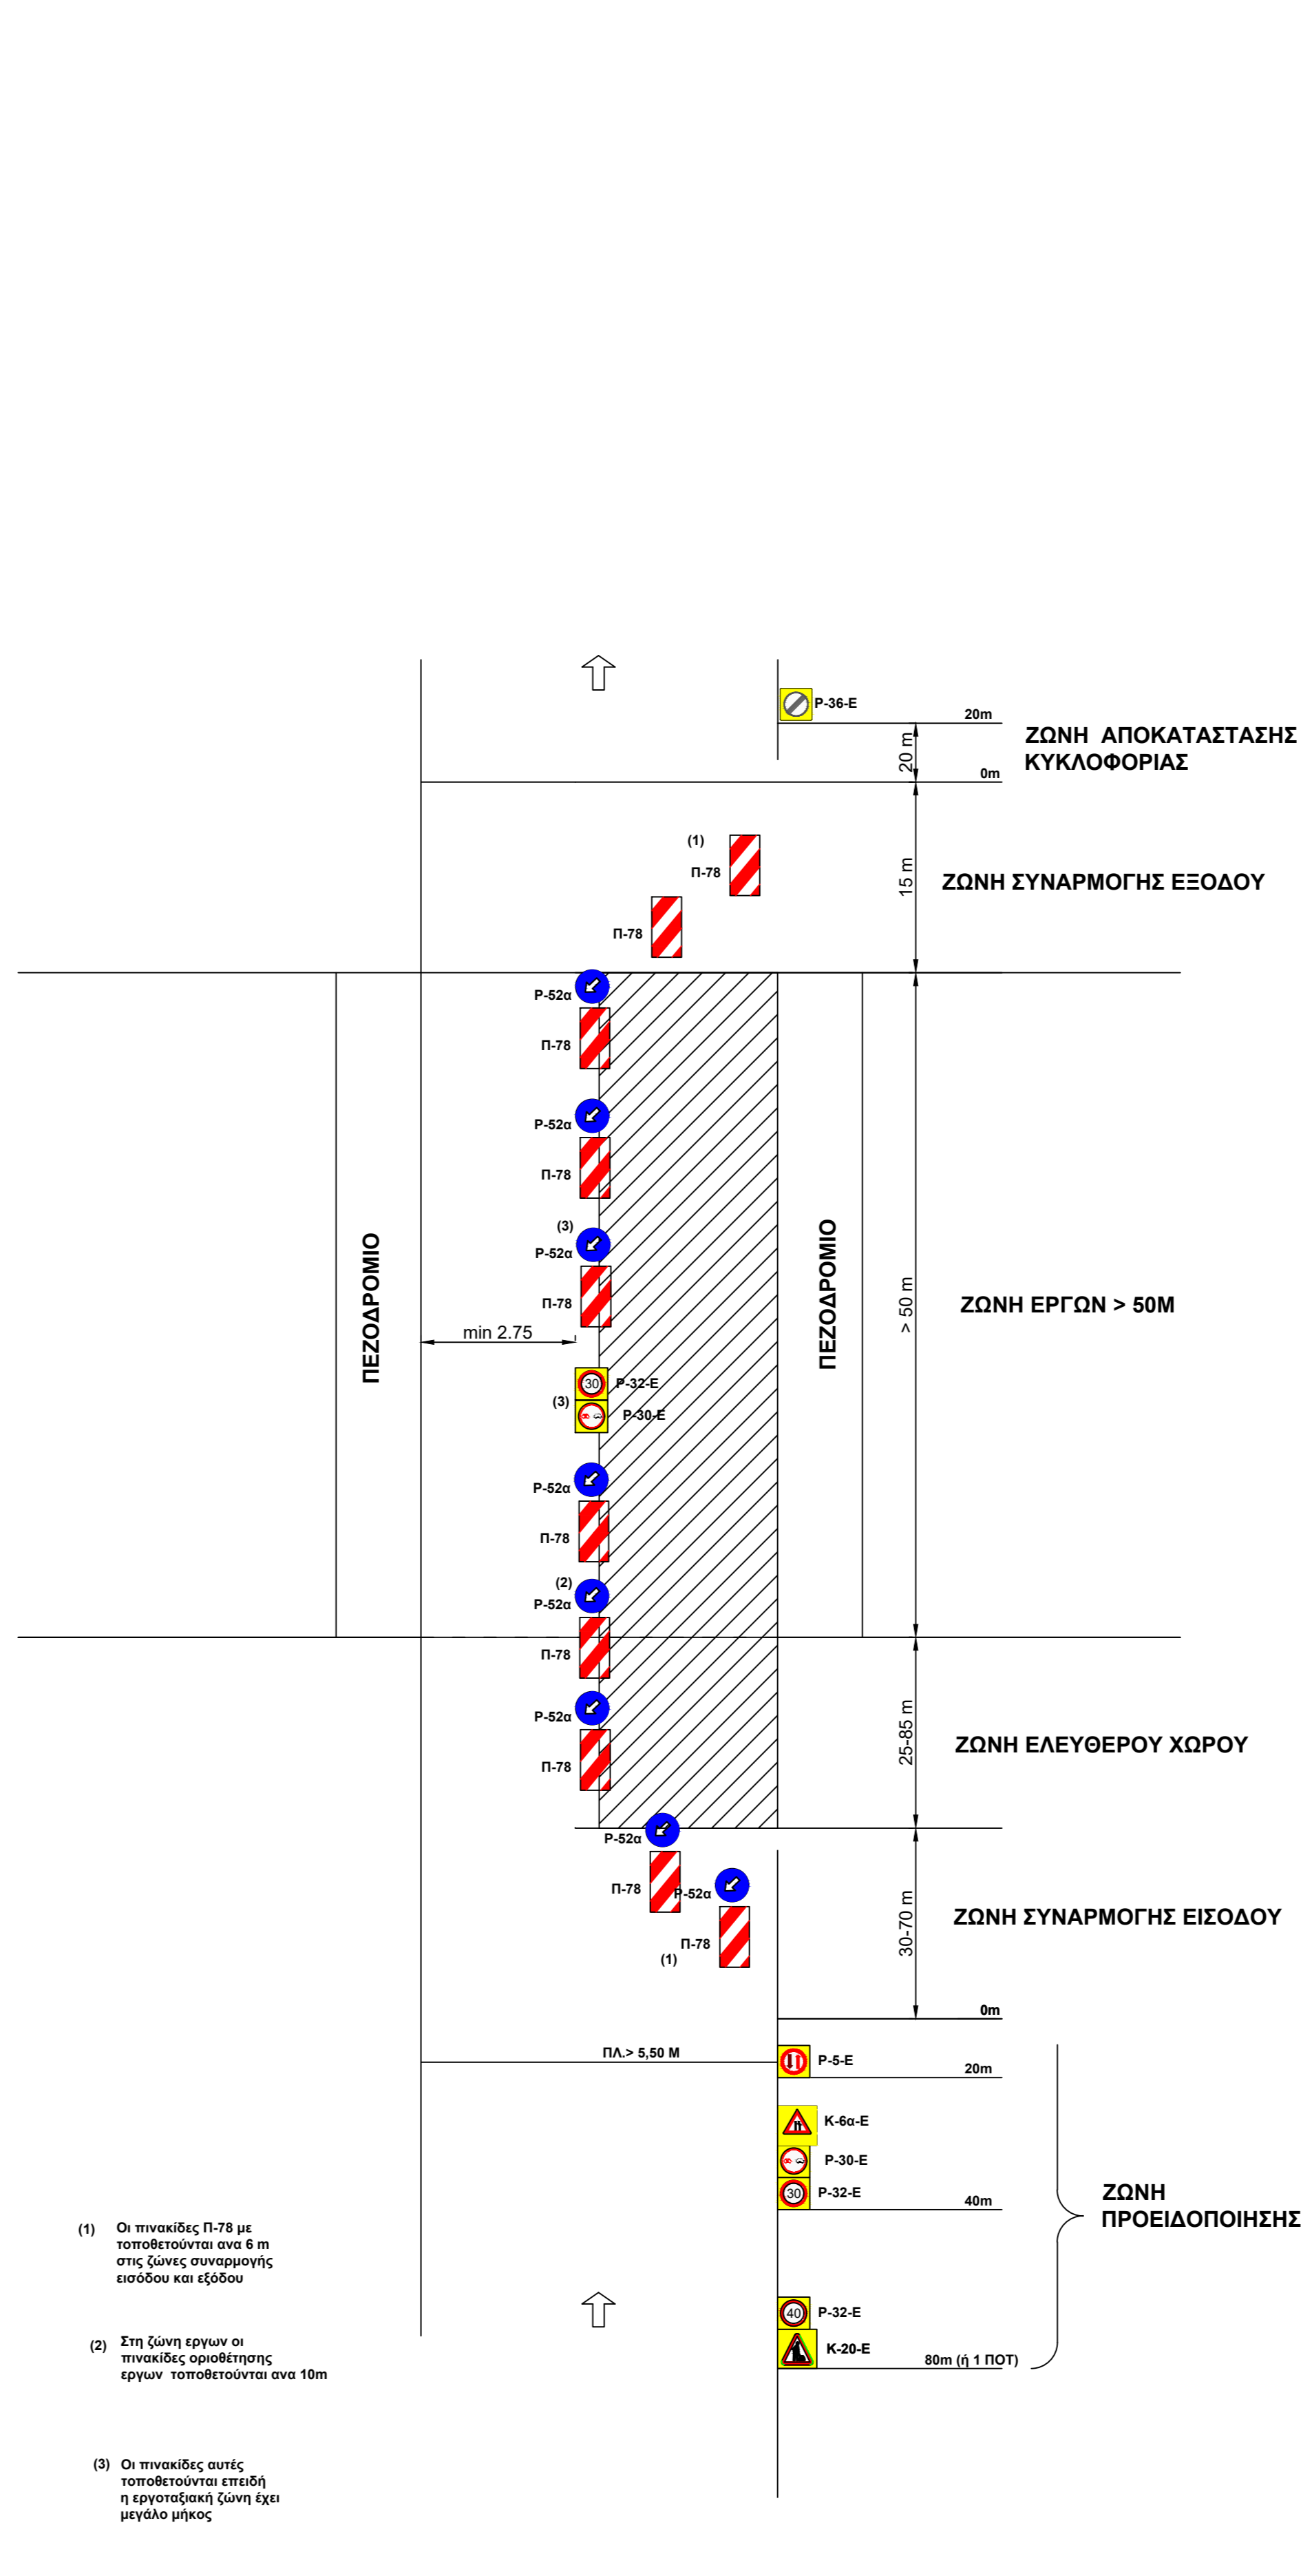 Ρ-36-Ε
20m
20 m
ΖΩΝΗ ΑΠΟΚΑΤΑΣΤΑΣΗΣ
ΚΥΚΛΟΦΟΡΙΑΣ
0m
(1)
Π-78
15 m
ΖΩΝΗ ΣΥΝΑΡΜΟΓΗΣ ΕΞΟΔΟΥ
Π-78
Ρ-52α
Π-78
Ρ-52α
Π-78
(3)
Ρ-52α
Π-78
ΠΕΖΟΔΡΟΜΙΟ
ΠΕΖΟΔΡΟΜΙΟ
> 50 m
ΖΩΝΗ ΕΡΓΩΝ > 50Μ
min 2.75
30
Ρ-32-Ε
(3)
Ρ-30-Ε
Ρ-52α
Π-78
(2)
Ρ-52α
Π-78
Ρ-52α
Π-78
25-85 m
ΖΩΝΗ ΕΛΕΥΘΕΡΟΥ ΧΩΡΟΥ
Ρ-52α
Π-78
Ρ-52α
Π-78
(1)
30-70 m
ΖΩΝΗ ΣΥΝΑΡΜΟΓΗΣ ΕΙΣΟΔΟΥ
0m
ΠΛ.> 5,50 Μ
Ρ-5-Ε
20m
Κ-6α-Ε
Ρ-30-Ε
30
Ρ-32-Ε
40m
ΖΩΝΗ
ΠΡΟΕΙΔΟΠΟΙΗΣΗΣ
40
Ρ-32-Ε
Κ-20-Ε
80m (ή 1 ΠΟΤ)
(1) Οι πινακίδες Π-78 με
τοποθετούνται ανα 6 m
στις ζώνες συναρμογής
εισόδου και εξόδου
(2) Στη ζώνη εργων οι
πινακίδες οριοθέτησης
εργων τοποθετούνται ανα 10m
(3) Οι πινακίδες αυτές
τοποθετούνται επειδή
η εργοταξιακή ζώνη έχει
μεγάλο μήκος